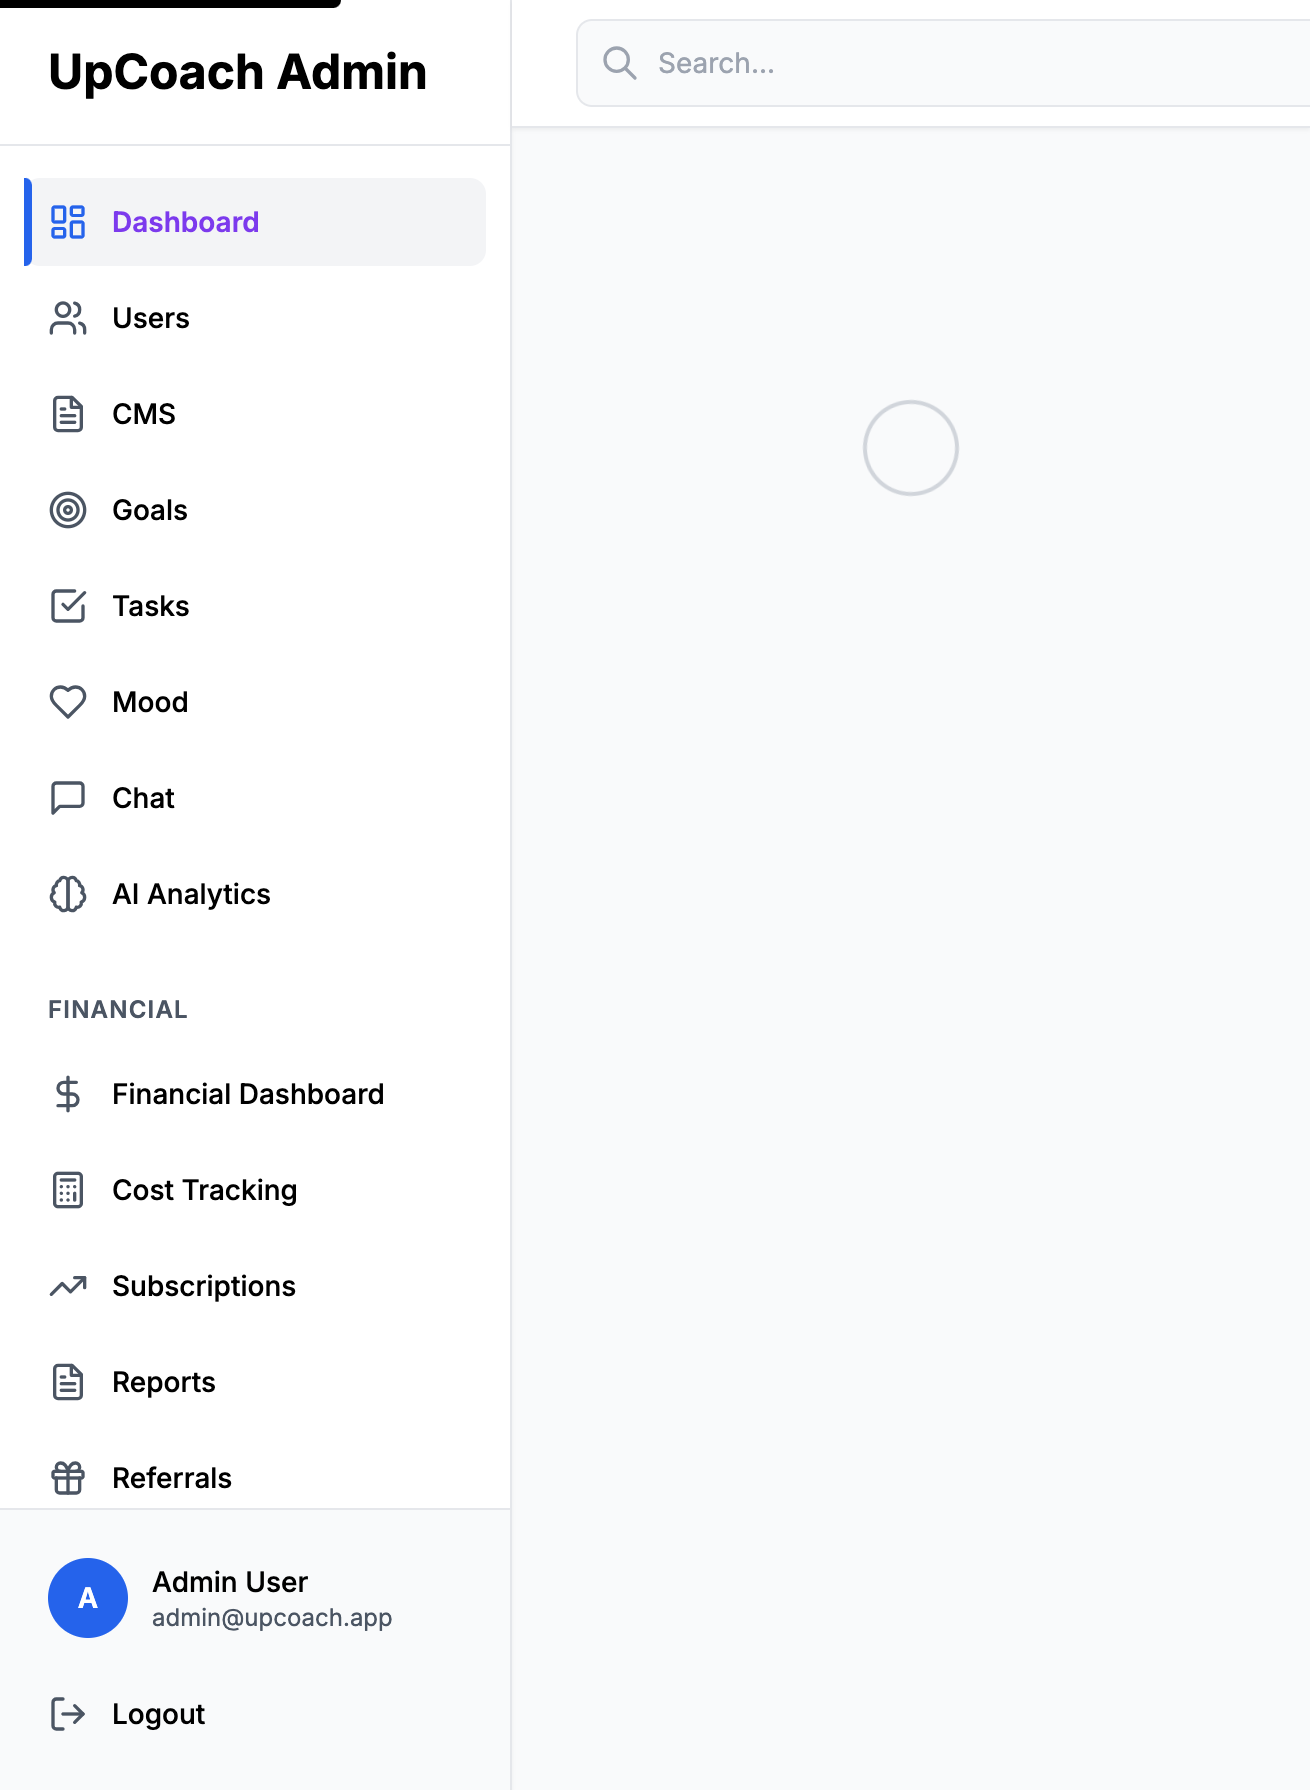 UpCoach Admin
Search...
Dashboard
Users
CMS
Goals
Tasks
Mood
Chat
AI Analytics
FINANCIAL
Financial Dashboard
Cost Tracking
Subscriptions
Reports
Referrals
A
Admin User
admin@upcoach.app
Logout